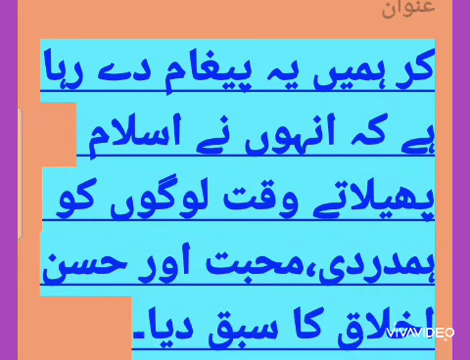 عنوان
کر ہمیں یہ پیغام دے رہا
ہے کہ انہوں نے اسلام
پھیلاتے وقت لوگوں کو
ہمدردی،محبت اور حسن
اخلاق کا سبق دیا۔
VIVAVIDEO